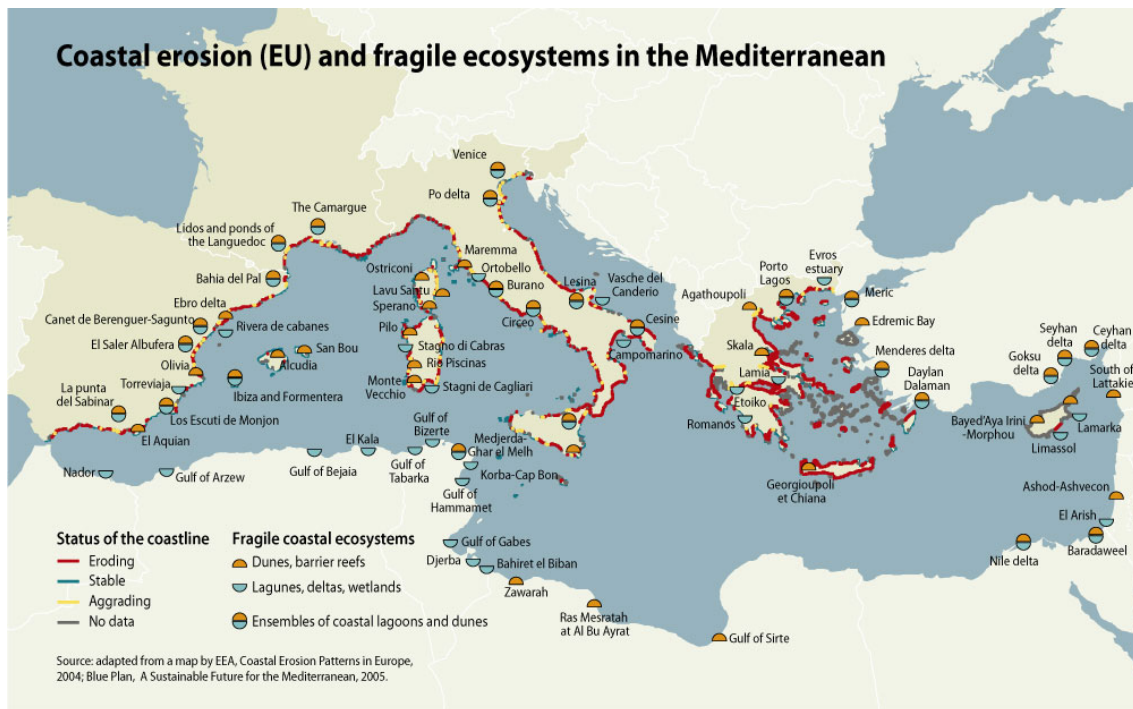 Coastal erosion (EU) and fragile ecosystems in the Mediterranean
Venice
Po delta
The Camargue
Lidos and ponds of
the Languedoc
Bahia del Pal
Ebro delta
Canet de Berenguer-Sagunto
Rivera de cabanes
El Saler Albufera
Olivia
San Bou
Alcudia
Torreviaja
Ibiza and Formentera
La punta
del Sabinar
Los Escuti de Monjon
El Aquian
Maremma
Ostriconi
Ortobello
Lavu Santu
Burano
Sperano
Lesina
Vasche del
Canderio
Pilo
Circeo
Cesine
Stagno di Cabras
Campomarino
Rio Piscinas
Monte
Vecchio
Stagni de Cagliari
Porto
Lagos
Evros
estuary
Agathoupoli
Meric
Edremic Bay
Skala
Menderes delta
Lamia
Daylan
Dalaman
Etoiko
Romanos
Georgioupoli
et Chiana
Seyhan
delta
Ceyhan
delta
Goksu
delta
South of
Lattakie
Bayed'Aya Irini
-Morphou
Lamarka
Limassol
Ashod-Ashvecon
El Arish
Baradaweel
Nile delta
Nador
Gulf of Arzew
Gulf of Bejaia
El Kala
Gulf of
Bizerte
Gulf of
Tabarka
Medjerda-
Ghar el Melh
Korba-Cap Bon
Gulf of
Hammamet
Gulf of Gabes
Djerba
Bahiret el Biban
Zawarah
Ras Mesratah
at Al Bu Ayrat
Gulf of Sirte
Status of the coastline
Eroding
Stable
Aggrading
No data
Fragile coastal ecosystems
Dunes, barrier reefs
Lagunes, deltas, wetlands
Ensembles of coastal lagoons and dunes
Source: adapted from a map by EEA, Coastal Erosion Patterns in Europe,
2004; Blue Plan, A Sustainable Future for the Mediterranean, 2005.